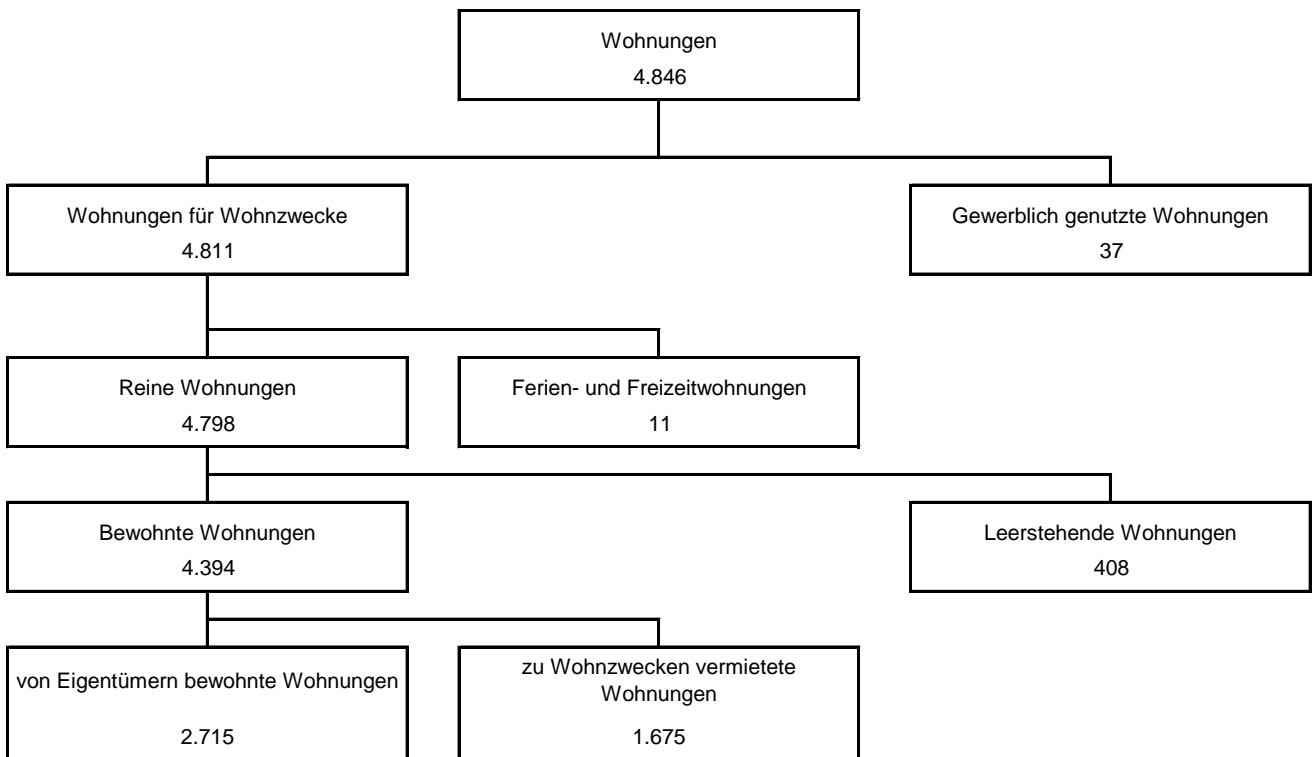 Wohnungen
4.846
Wohnungen für Wohnzwecke
4.811
Gewerblich genutzte Wohnungen
37
Reine Wohnungen
4.798
Ferien- und Freizeitwohnungen
11
Bewohnte Wohnungen
4.394
Leerstehende Wohnungen
408
von Eigentümern bewohnte Wohnungen
2.715
zu Wohnzwecken vermietete
Wohnungen
1.675